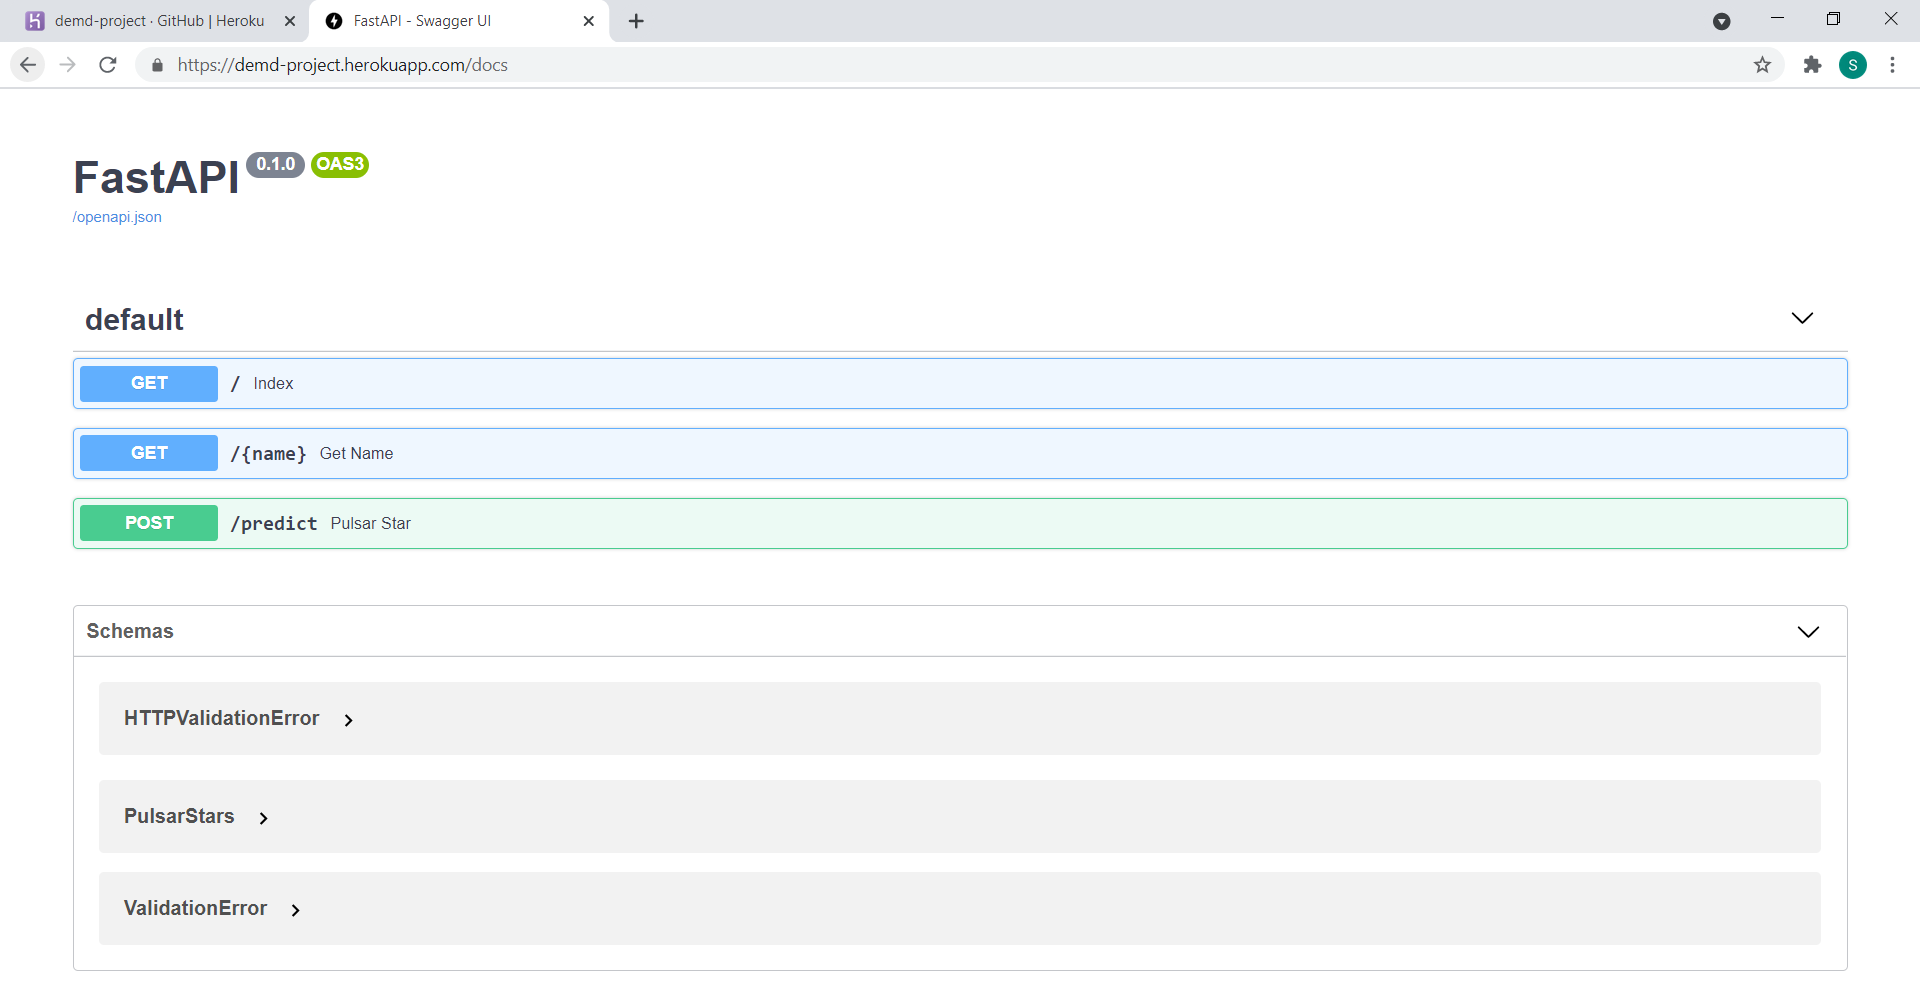 demd-project · GitHub | Heroku
FastAPI - Swagger UI
https://demd-project.herokuapp.com/docs
S
FastAPI 0.1.0 OAS3
/openapi.json
default
GET / Index
GET /{name} Get Name
POST /predict Pulsar Star
Schemas
HTTPValidationError
PulsarStars
ValidationError